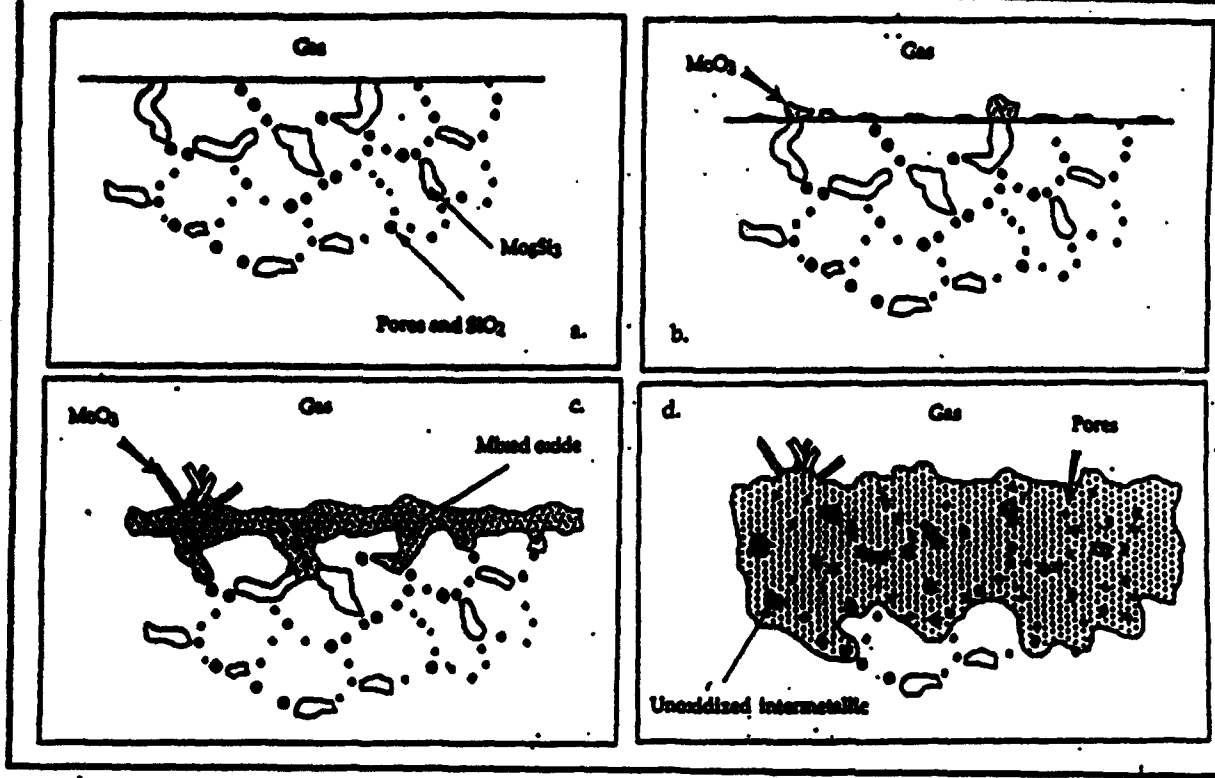 Gas
Mo5Si3
Pores and SiO2
a.
Gas
MoO3
b.
Gas
c.
MoO3
Mixed oxide
d.
Gas
Pores
Unoxidized intermetallic